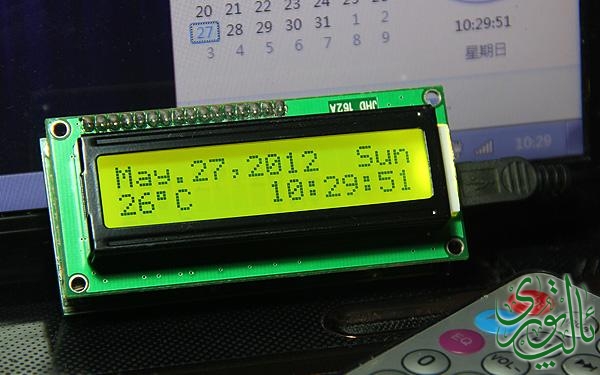 20 21 22 23 24 25 26
27 28 29 30 31 1 2
3 4 5 6 7 8 9
10:29:51
星期日
10:29
JHD 162A
May.27,2012 Sun
26°C 10:29:51
EQ
0
VOL-